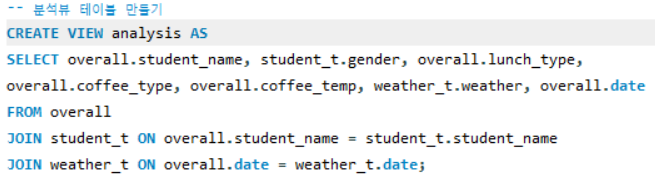 -- 분석뷰 테이블 만들기
CREATE VIEW analysis AS
SELECT overall.student_name, student_t.gender, overall.lunch_type,
overall.coffee_type, overall.coffee_temp, weather_t.weather, overall.date
FROM overall
JOIN student_t ON overall.student_name = student_t.student_name
JOIN weather_t ON overall.date = weather_t.date;